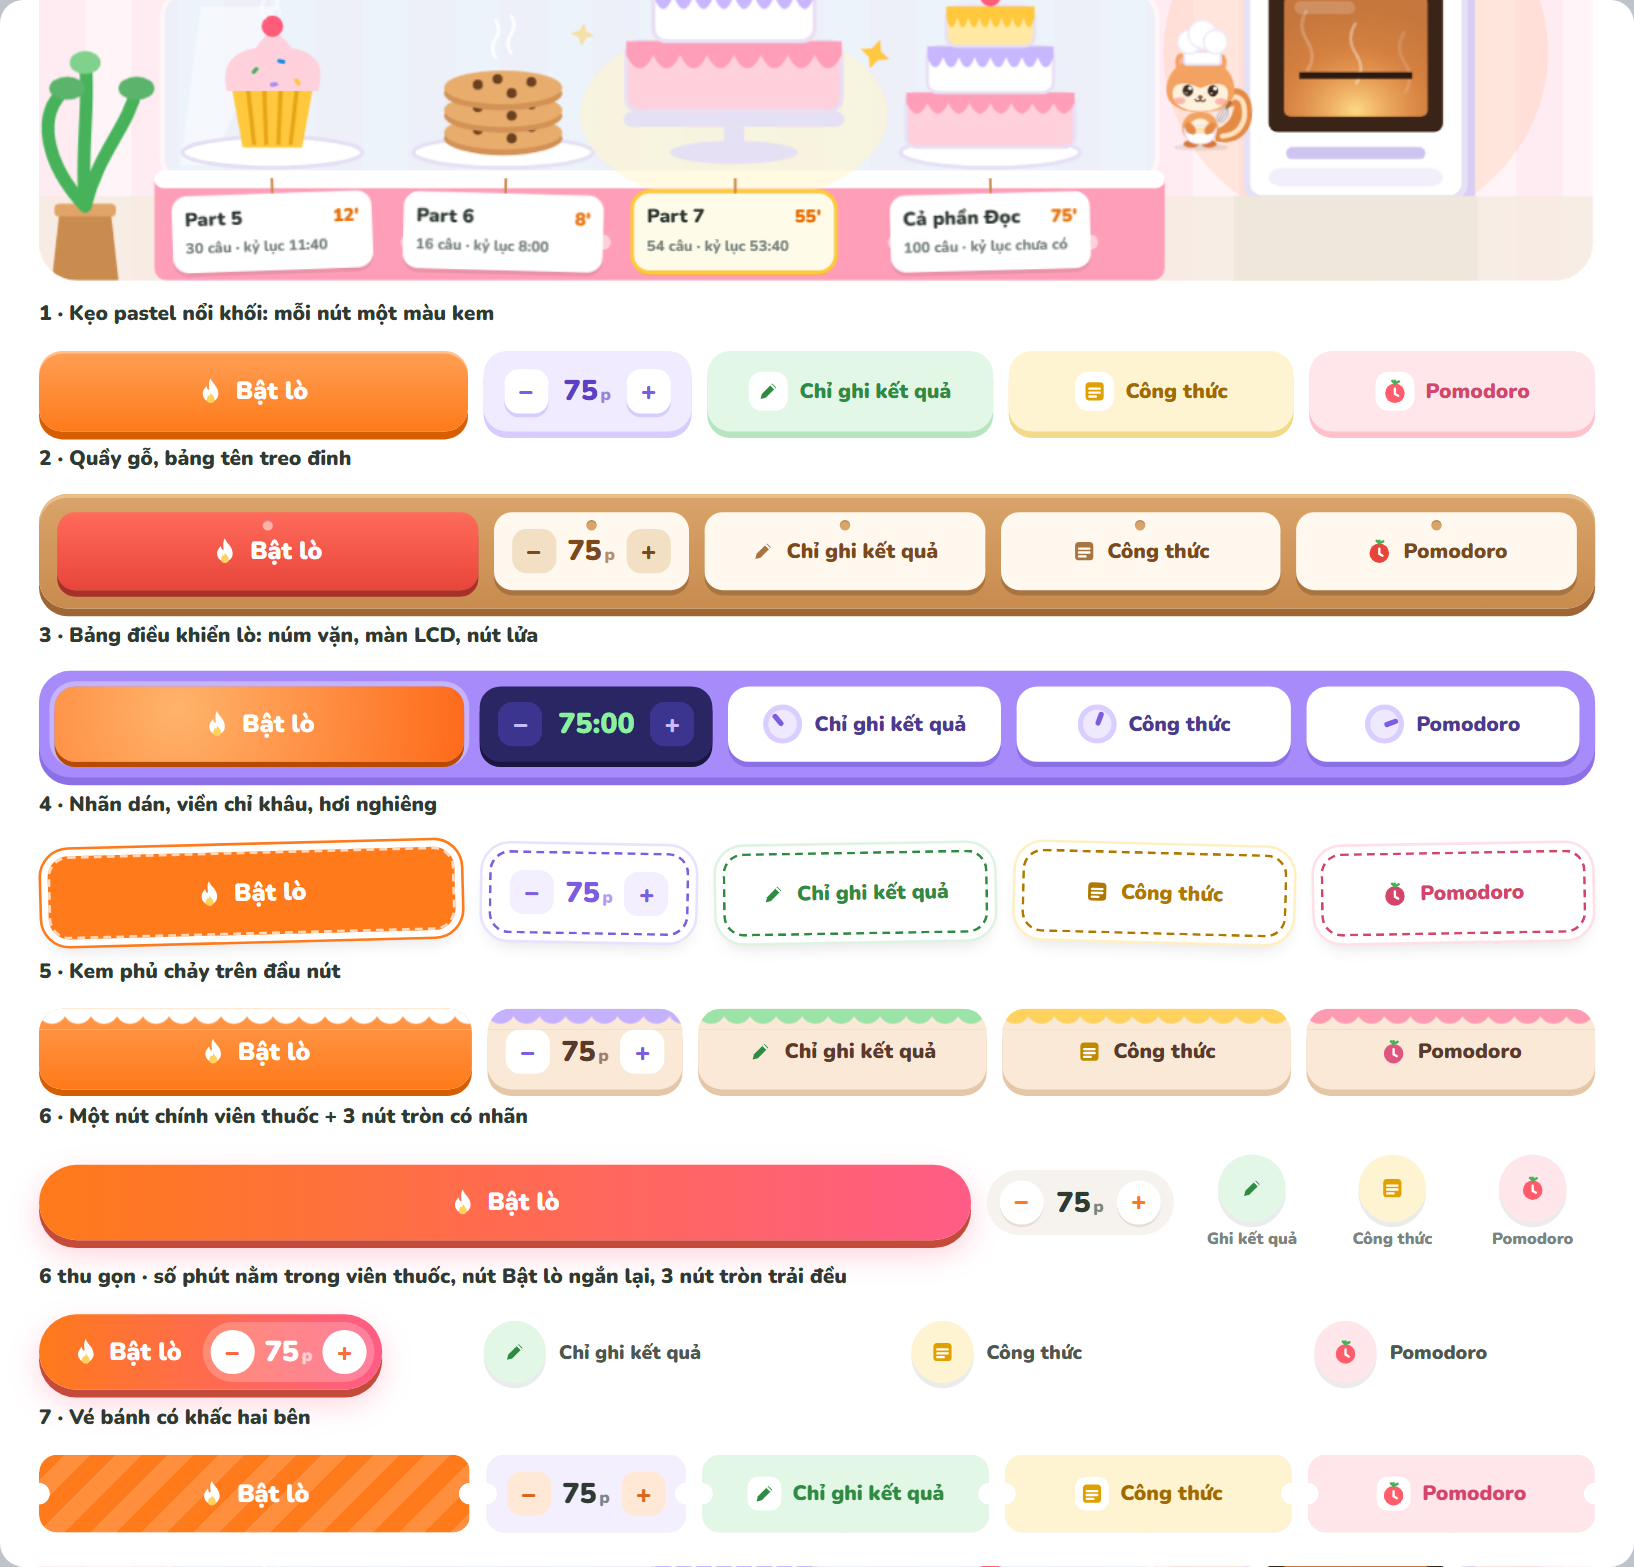 Part 5 12'
30 câu · kỷ lục 11:40
Part 6 8'
16 câu · kỷ lục 8:00
Part 7 55'
54 câu · kỷ lục 53:40
Cả phần Đọc 75'
100 câu · kỷ lục chưa có
1 · Kẹo pastel nổi khối: mỗi nút một màu kem
Bật lò − 75p + Chỉ ghi kết quả Công thức Pomodoro
2 · Quầy gỗ, bảng tên treo đinh
Bật lò − 75p + Chỉ ghi kết quả Công thức Pomodoro
3 · Bảng điều khiển lò: núm vặn, màn LCD, nút lửa
Bật lò − 75:00 + Chỉ ghi kết quả Công thức Pomodoro
4 · Nhãn dán, viền chỉ khâu, hơi nghiêng
Bật lò − 75p + Chỉ ghi kết quả Công thức Pomodoro
5 · Kem phủ chảy trên đầu nút
Bật lò − 75p + Chỉ ghi kết quả Công thức Pomodoro
6 · Một nút chính viên thuốc + 3 nút tròn có nhãn
Bật lò − 75p + Ghi kết quả Công thức Pomodoro
6 thu gọn · số phút nằm trong viên thuốc, nút Bật lò ngắn lại, 3 nút tròn trải đều
Bật lò − 75p + Chỉ ghi kết quả Công thức Pomodoro
7 · Vé bánh có khấc hai bên
Bật lò − 75p + Chỉ ghi kết quả Công thức Pomodoro